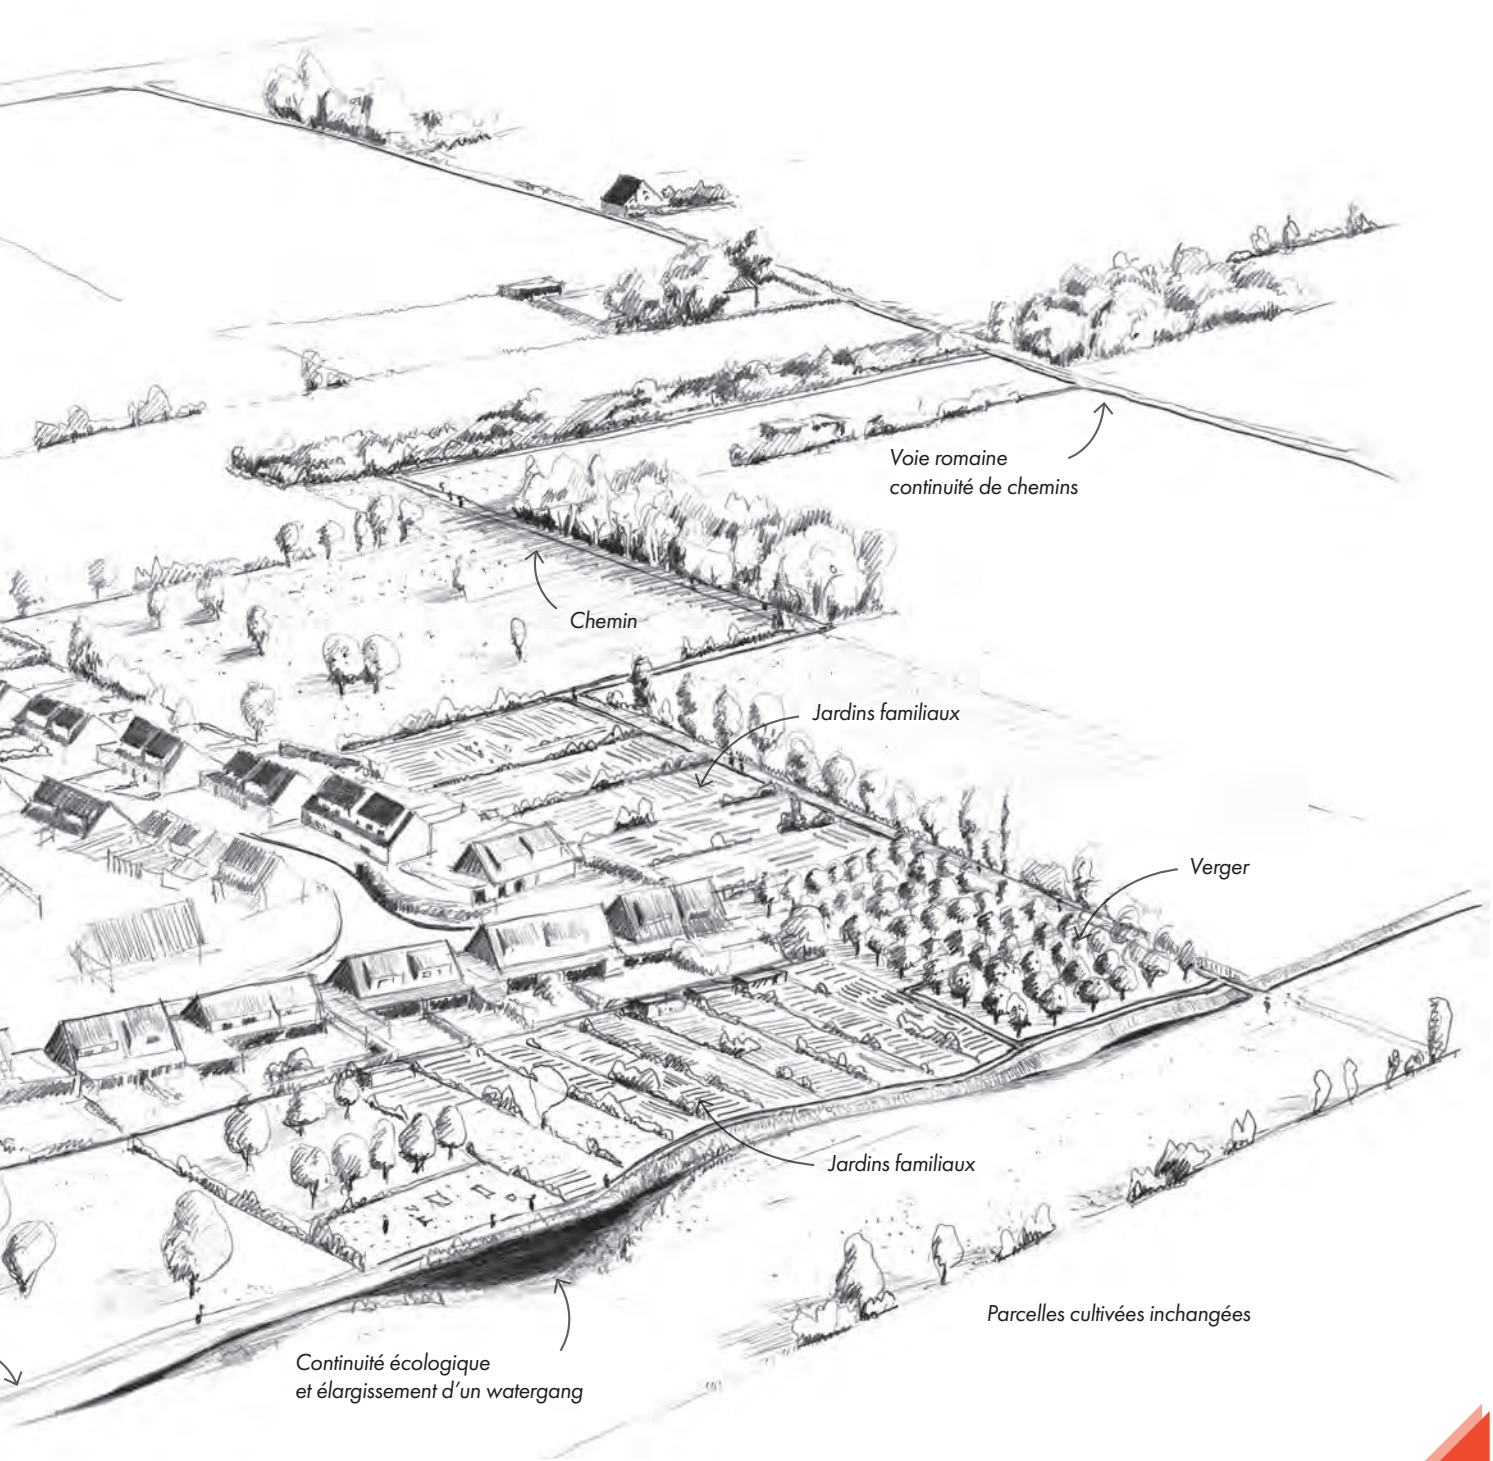 Voie romaine
continuité de chemins
Chemin
Jardins familiaux
Verger
Jardins familiaux
Parcelles cultivées inchangées
Continuité écologique
et élargissement d'un watergang